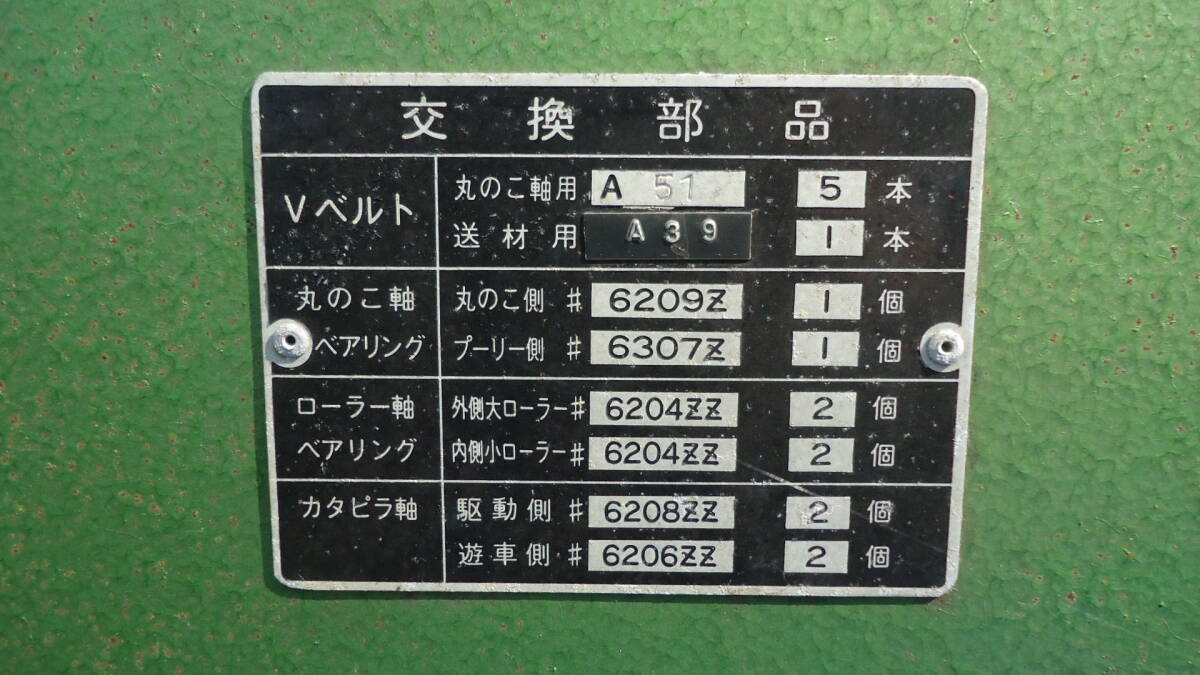 交換部品
Vベルト
丸のこ軸用 A 51 5 本
送材用 A39 1 本
丸のこ軸 丸のこ側 # 6209Z 1 個
ベアリング プーリー側 # 6307Z 1 個
ローラー軸 外側大ローラー# 6204ZZ 2 個
ベアリング 内側小ローラー# 6204ZZ 2 個
カタピラ軸 駆動側 # 6208ZZ 2 個
遊車側 # 6206ZZ 2 個